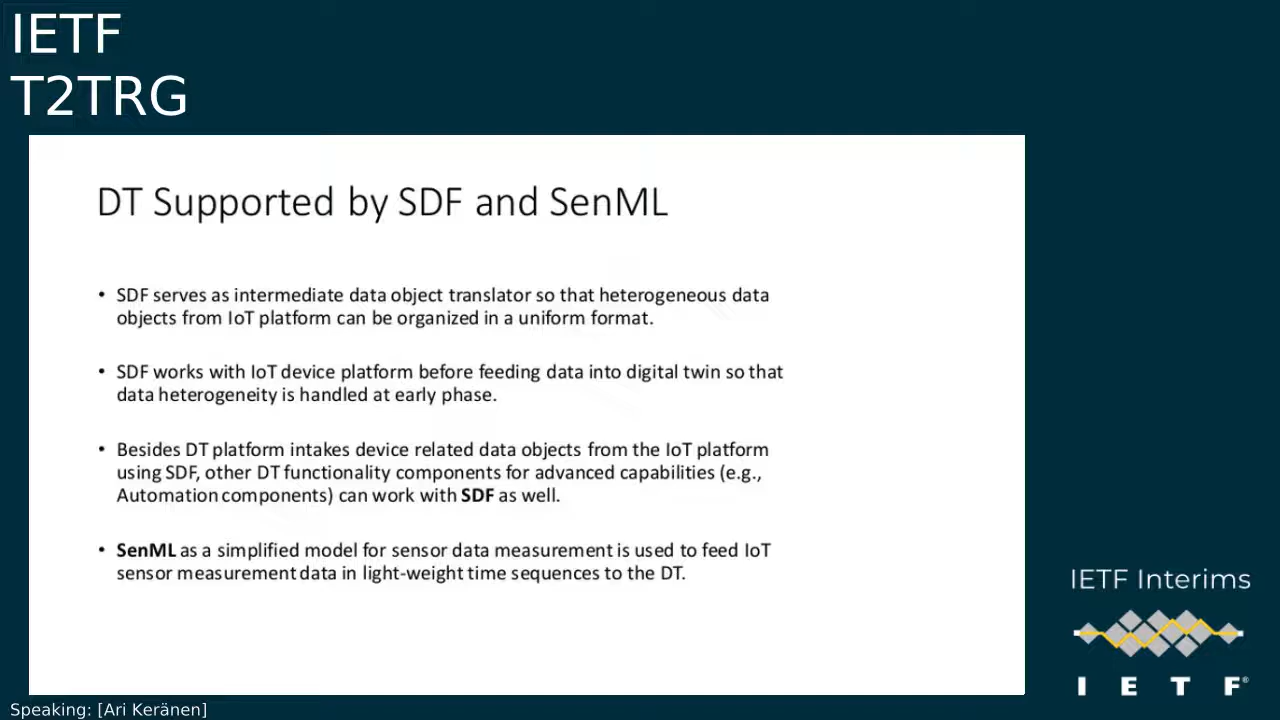 IETF
T2TRG
DT Supported by SDF and SenML
• SDF serves as intermediate data object translator so that heterogeneous data
objects from IoT platform can be organized in a uniform format.
• SDF works with IoT device platform before feeding data into digital twin so that
data heterogeneity is handled at early phase.
• Besides DT platform intakes device related data objects from the IoT platform
using SDF, other DT functionality components for advanced capabilities (e.g.,
Automation components) can work with SDF as well.
• SenML as a simplified model for sensor data measurement is used to feed IoT
sensor measurement data in light-weight time sequences to the DT.
IETF Interims
I E T F®
Speaking: [Ari Keränen]